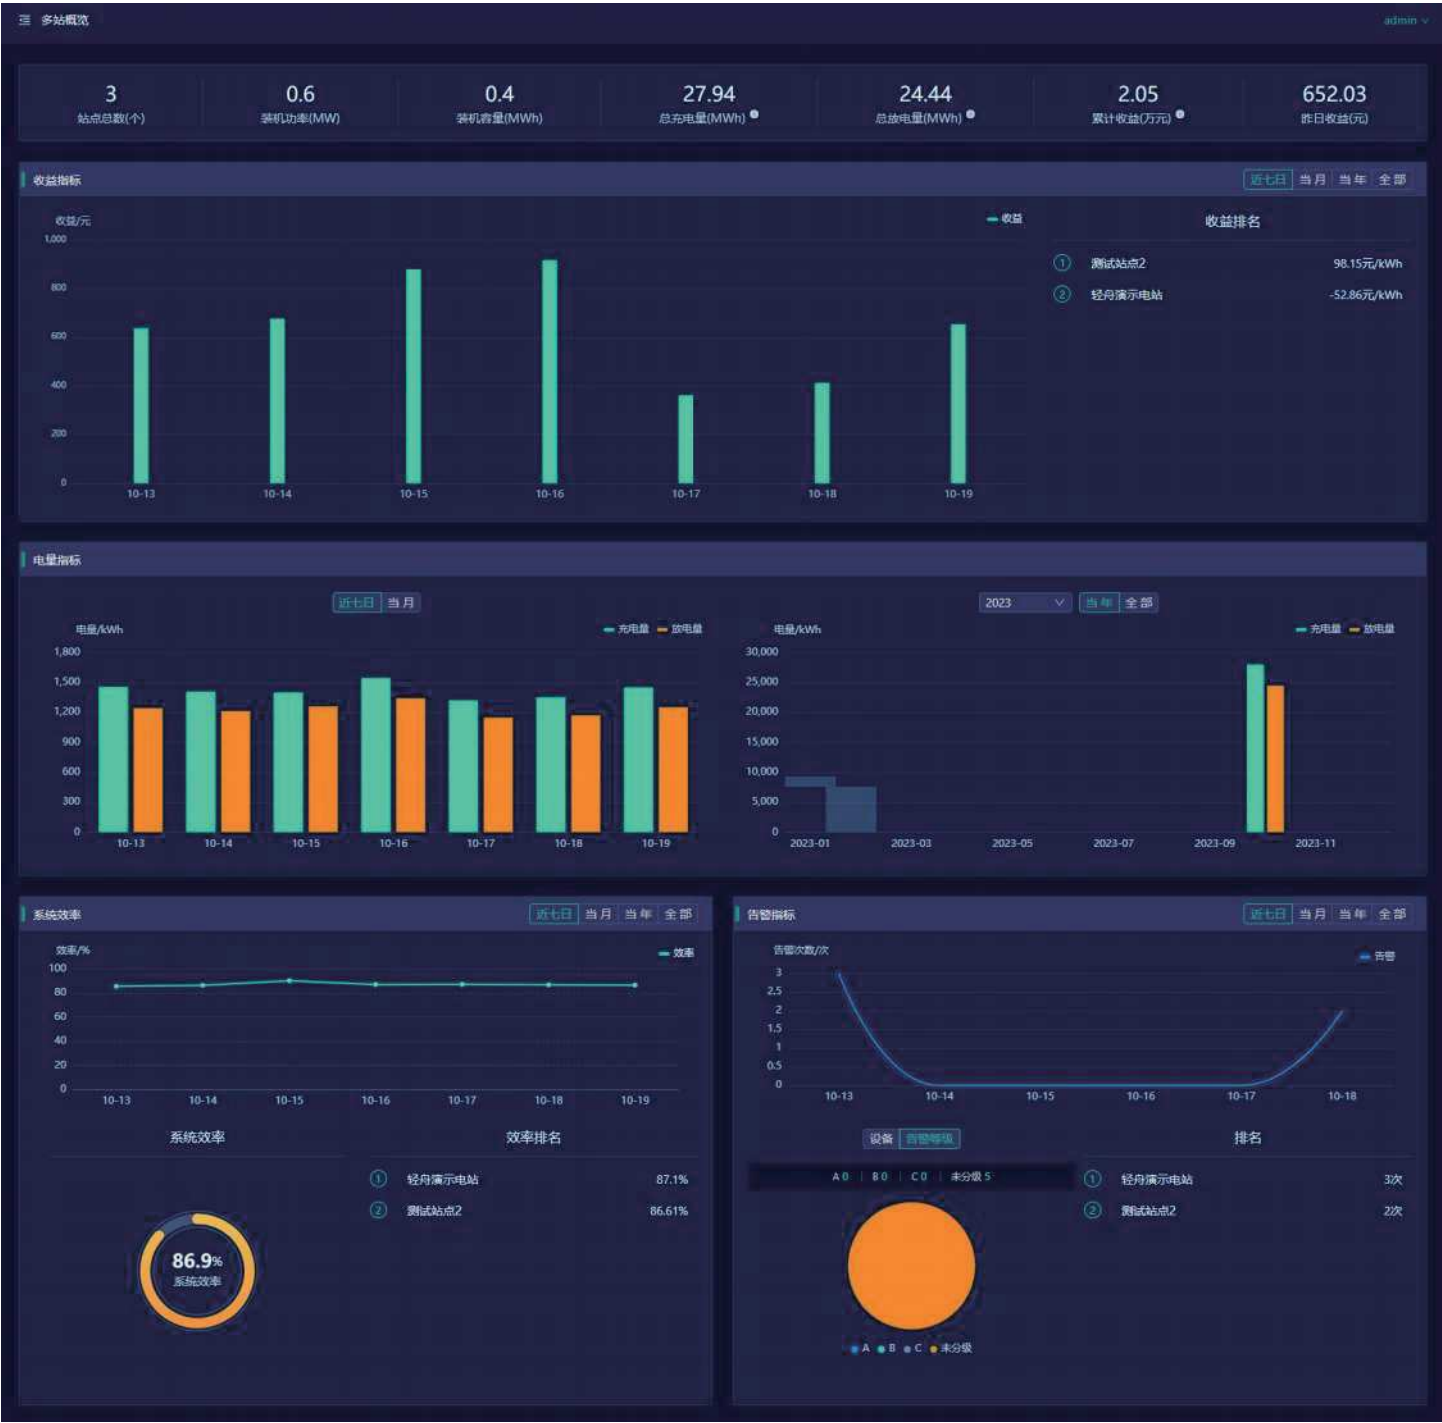 多站概览
admin
3
站点总数(个)
0.6
装机功率(MW)
0.4
装机容量(MWh)
27.94
总充电量(MWh)
24.44
总放电量(MWh)
2.05
累计收益(万元)
652.03
昨日收益(元)
收益指标
近七日 当月 当年 全部
收益/元
收益
1,000
800
600
400
200
0
10-13 10-14 10-15 10-16 10-17 10-18 10-19
收益排名
1 测试站点2 98.15元/kWh
2 轻舟演示电站 -52.86元/kWh
电量指标
近七日 当月
电量/kWh
充电量 放电量
1,800
1,500
1,200
900
600
300
0
10-13 10-14 10-15 10-16 10-17 10-18 10-19
2023 当年 全部
电量/kWh
充电量 放电量
30,000
25,000
20,000
15,000
10,000
5,000
0
2023-01 2023-03 2023-05 2023-07 2023-09 2023-11
系统效率
近七日 当月 当年 全部
效率/%
效率
100
80
60
40
20
0
10-13 10-14 10-15 10-16 10-17 10-18 10-19
系统效率
86.9%
系统效率
效率排名
1 轻舟演示电站 87.1%
2 测试站点2 86.61%
告警指标
近七日 当月 当年 全部
告警次数/次
告警
3
2.5
2
1.5
1
0.5
0
10-13 10-14 10-15 10-16 10-17 10-18
设备 告警等级
A 0 B 0 C 0 未分级 5
A B C 未分级
排名
1 轻舟演示电站 3次
2 测试站点2 2次